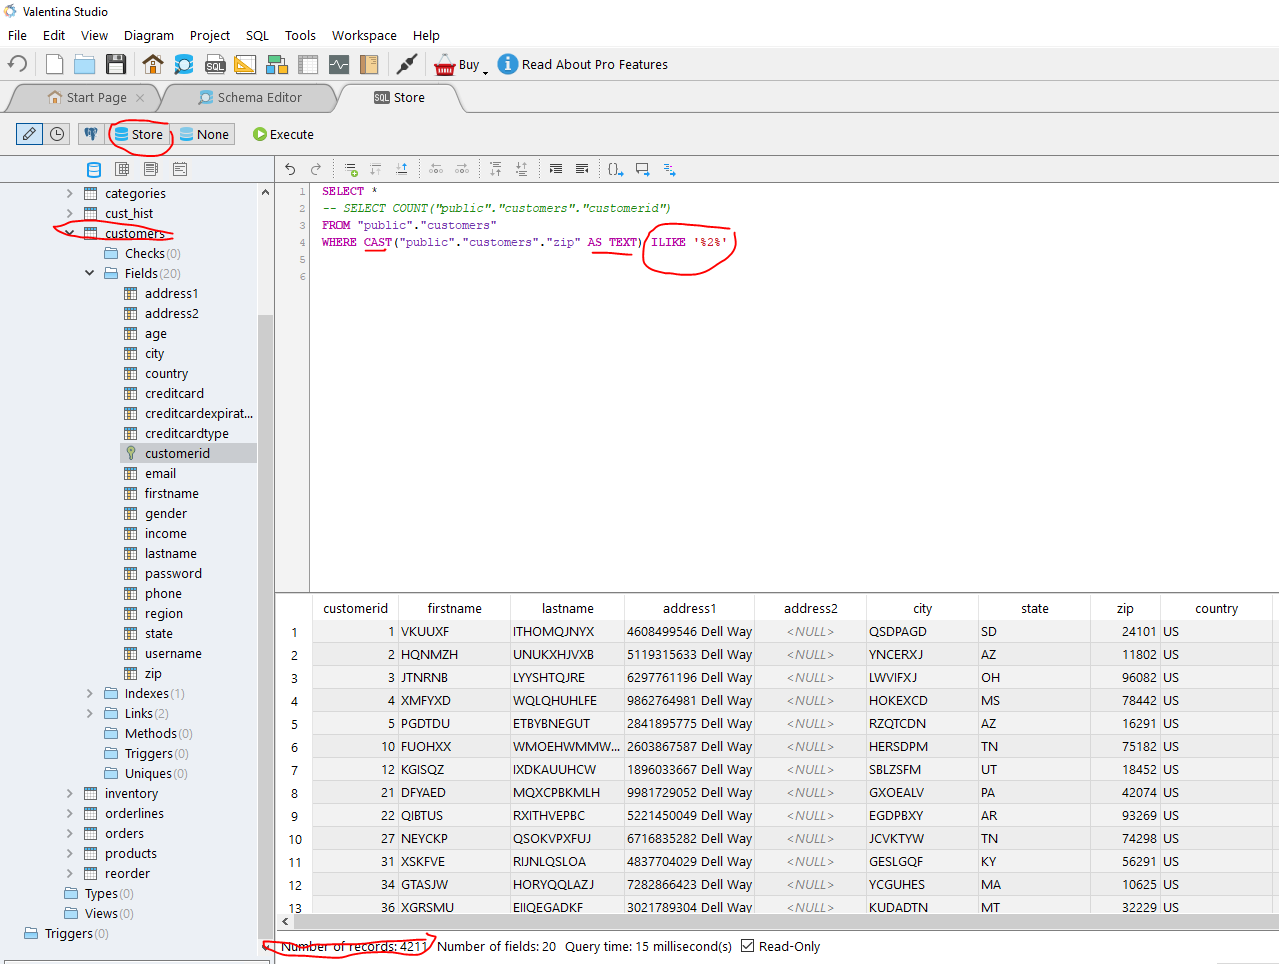 Valentina Studio
File Edit View Diagram Project SQL Tools Workspace Help
SQL Buy Read About Pro Features
Start Page Schema Editor SQL Store
Store None Execute
categories
cust_hist
customers
Checks(0)
Fields(20)
address1
address2
age
city
country
creditcard
creditcardexpirat...
creditcardtype
customerid
email
firstname
gender
income
lastname
password
phone
region
state
username
zip
Indexes(1)
Links(2)
Methods(0)
Triggers(0)
Uniques(0)
inventory
orderlines
orders
products
reorder
Types(0)
Views(0)
Triggers(0)
1 SELECT *
2 -- SELECT COUNT("public"."customers"."customerid")
3 FROM "public"."customers"
4 WHERE CAST("public"."customers"."zip" AS TEXT) ILIKE '%2%'
5
6
customerid firstname lastname address1 address2 city state zip country
1 1 VKUUXF ITHOMQJNYX 4608499546 Dell Way <NULL> QSDPAGD SD 24101 US
2 2 HQNMZH UNUKXHJVXB 5119315633 Dell Way <NULL> YNCERXJ AZ 11802 US
3 3 JTNRNB LYYSHTQJRE 6297761196 Dell Way <NULL> LWVIFXJ OH 96082 US
4 4 XMFYXD WQLQHUHLFE 9862764981 Dell Way <NULL> HOKEXCD MS 78442 US
5 5 PGDTDU ETBYBNEGUT 2841895775 Dell Way <NULL> RZQTCDN AZ 16291 US
6 10 FUOHXX WMOEHWMMW... 2603867587 Dell Way <NULL> HERSDPM TN 75182 US
7 12 KGISQZ IXDKAUUHCW 1896033667 Dell Way <NULL> SBLZSFM UT 18452 US
8 21 DFYAED MQXCPBKMLH 9981729052 Dell Way <NULL> GXOEALV PA 42074 US
9 22 QIBTUS RXITHVEPBC 5221450049 Dell Way <NULL> EGDPBXY AR 93269 US
10 27 NEYCKP QSOKVPXFUJ 6716835282 Dell Way <NULL> JCVKTYW TN 74298 US
11 31 XSKFVE RIJNLQSLOA 4837704029 Dell Way <NULL> GESLGQF KY 56291 US
12 34 GTASJW HORYQQLAZJ 7282866423 Dell Way <NULL> YCGUHES MA 10625 US
13 36 XGRSMU EIIQEGADKF 3021789304 Dell Way <NULL> KUDADTN MT 32229 US
Number of records: 4211 Number of fields: 20 Query time: 15 millisecond(s) Read-Only